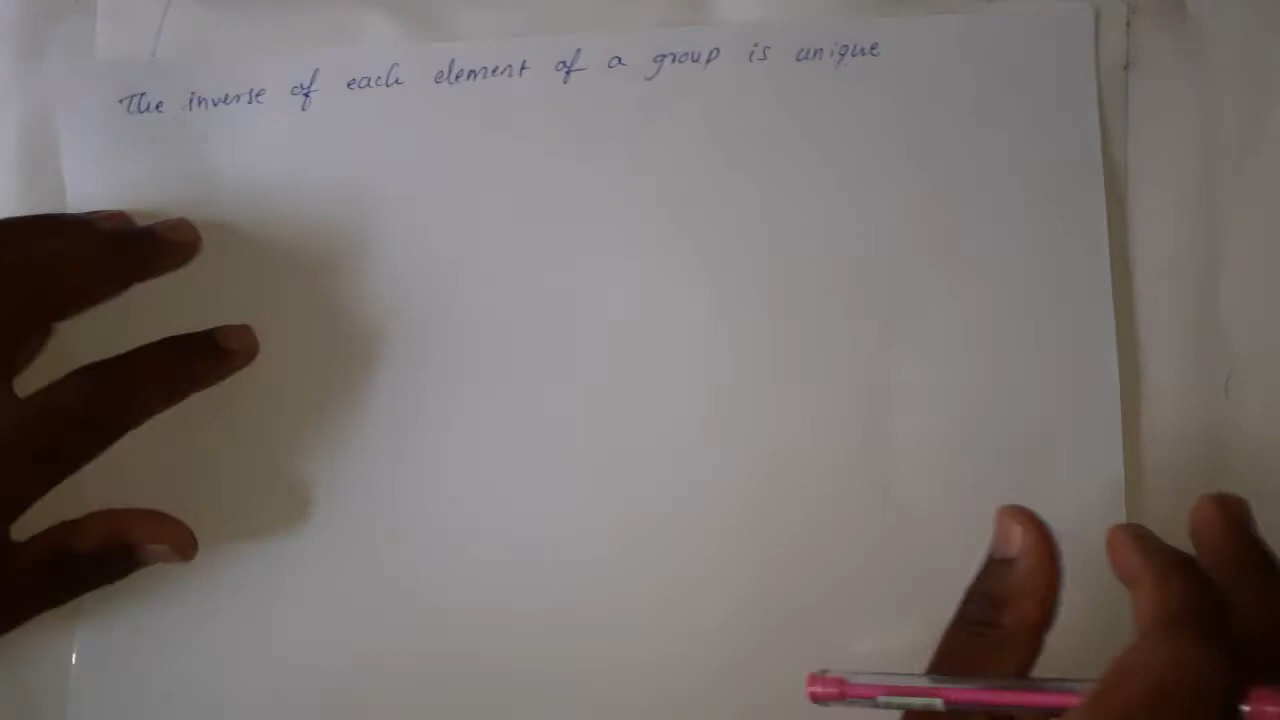 The inverse of each element of a group is unique